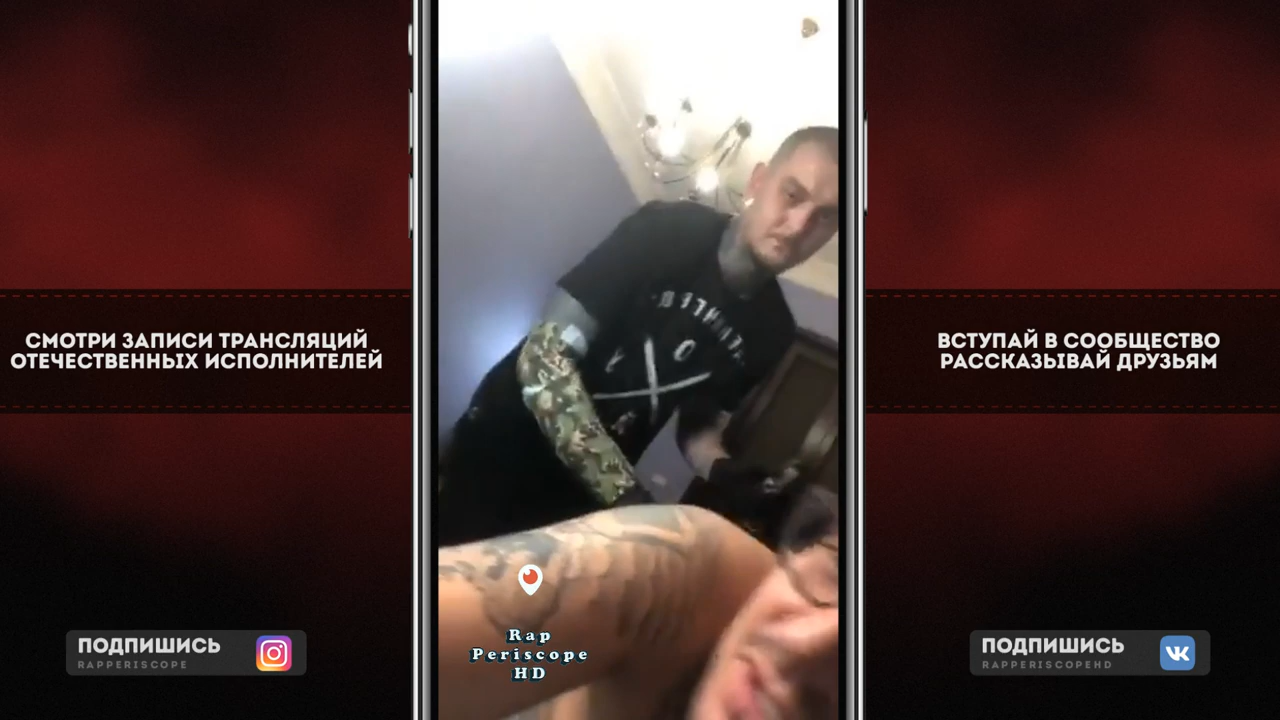 СМОТРИ ЗАПИСИ ТРАНСЛЯЦИЙ
ОТЕЧЕСТВЕННЫХ ИСПОЛНИТЕЛЕЙ
ВСТУПАЙ В СООБЩЕСТВО
РАССКАЗЫВАЙ ДРУЗЬЯМ
Rap
Periscope
HD
ПОДПИШИСЬ
RAPPERISCOPE
ПОДПИШИСЬ
RAPPERISCOPEHD